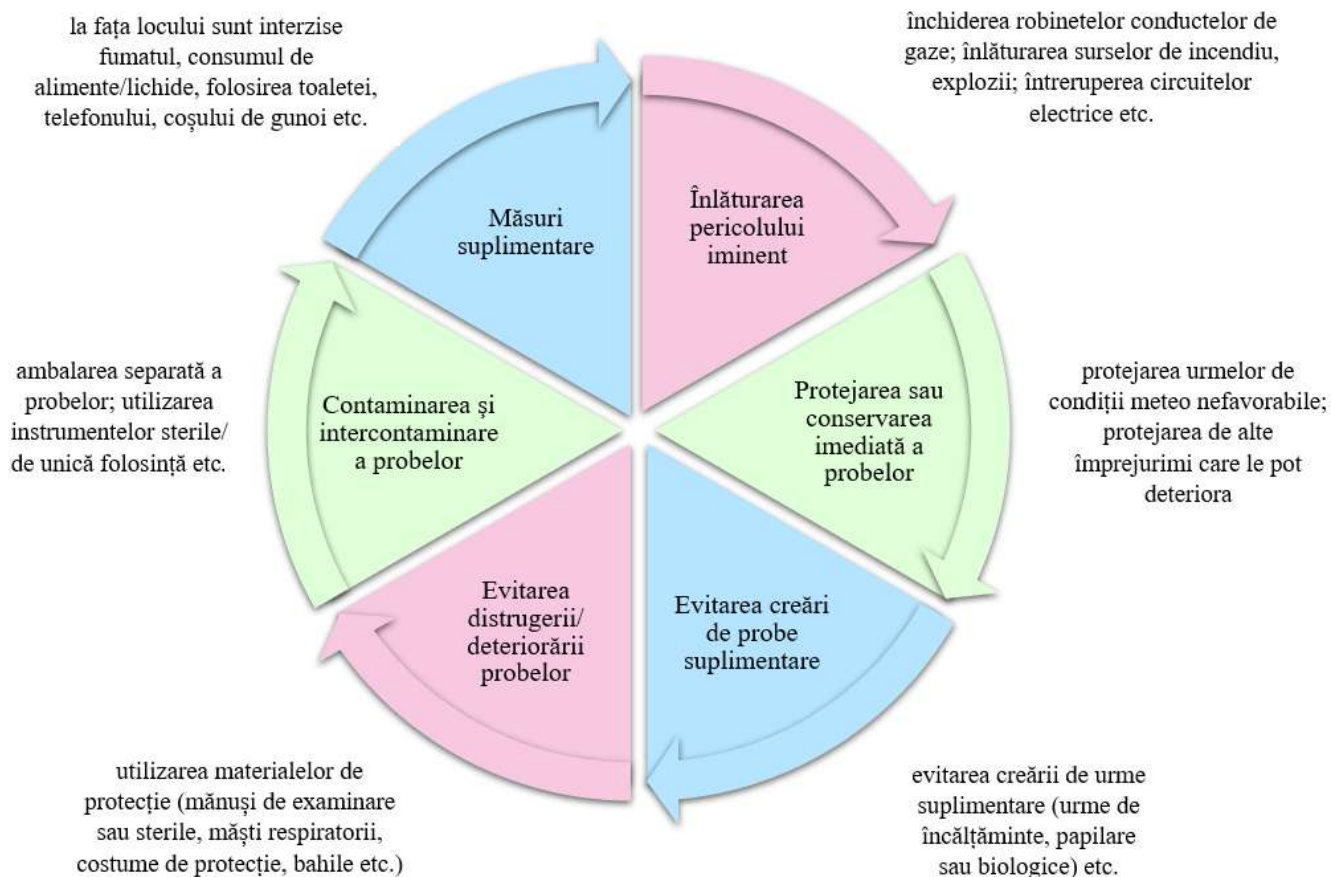 la fața locului sunt interzise
fumatul, consumul de
alimente/lichide, folosirea toaletei,
telefonului, coșului de gunoi etc.
închiderea robinetelor conductelor de
gaze; înlăturarea surselor de incendiu,
explozii; întreruperea circuitelor
electrice etc.
Măsuri
suplimentare
Înlăturarea
pericolului
iminent
ambalarea separată a
probelor; utilizarea
instrumentelor sterile/
de unică folosință etc.
Contaminarea şi
intercontaminare
a probelor
Protejarea sau
conservarea
imediată a
probelor
protejarea urmelor de
condiții meteo nefavorabile;
protejarea de alte
împrejurimi care le pot
deteriora
Evitarea
distrugerii/
deteriorării
probelor
Evitarea creări
de probe
suplimentare
utilizarea materialelor de
protecție (mănuși de examinare
sau sterile, măști respiratorii,
costume de protecție, bahile etc.)
evitarea creării de urme
suplimentare (urme de
încălțăminte, papilare
sau biologice) etc.